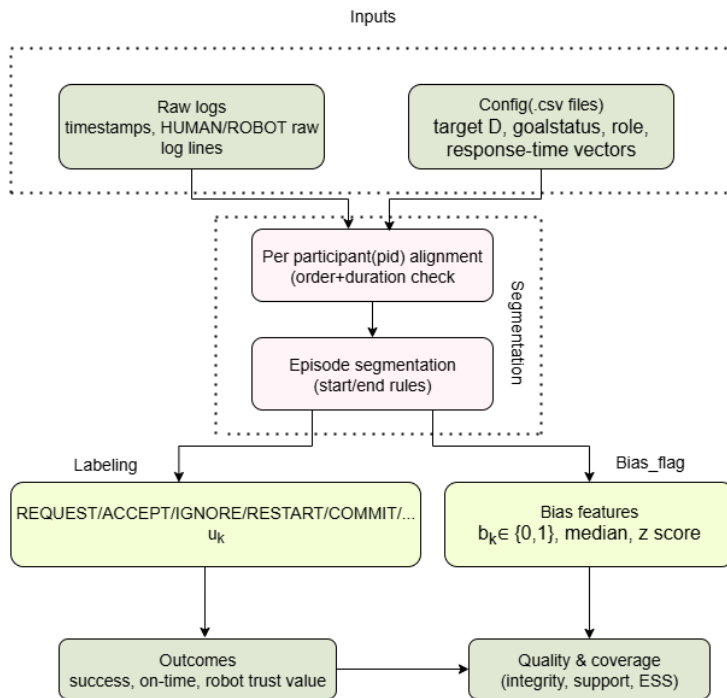 Inputs
Raw logs
timestamps, HUMAN/ROBOT raw
log lines
Config(.csv files)
target D, goalstatus, role,
response-time vectors
Per participant(pid) alignment
(order+duration check
Segmentation
Episode segmentation
(start/end rules)
Labeling
Bias_flag
REQUEST/ACCEPT/IGNORE/RESTART/COMMIT/...
uₖ
Bias features
bₖ∈ {0,1}, median, z score
Outcomes
success, on-time, robot trust value
Quality & coverage
(integrity, support, ESS)